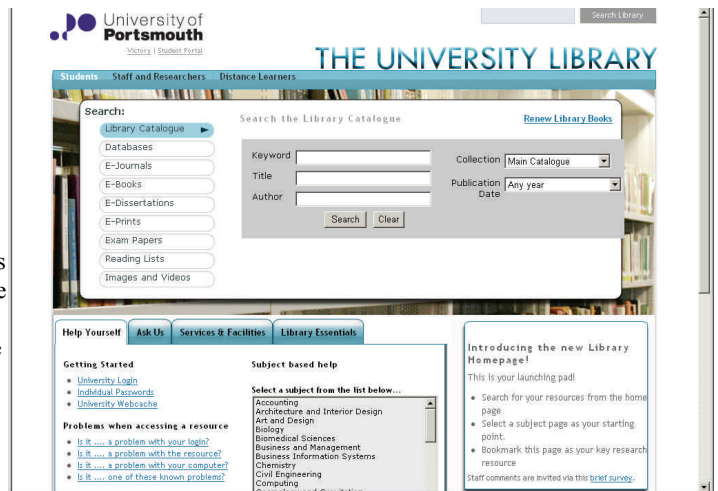 University of
Portsmouth
Victory | Student Portal
Search Library
THE UNIVERSITY LIBRARY
Students Staff and Researchers Distance Learners
Search:
Library Catalogue
Databases
E-Journals
E-Books
E-Dissertations
E-Prints
Exam Papers
Reading Lists
Images and Videos
Search the Library Catalogue
Renew Library Books
Keyword
Title
Author
Collection Main Catalogue
Publication Date Any year
Search Clear
s
e
Help Yourself Ask Us Services & Facilities Library Essentials
Getting Started
University Login
Individual Passwords
University Webcache
Problems when accessing a resource
Is it .... a problem with your login?
Is it .... a problem with the resource?
Is it .... a problem with your computer?
Is it .... one of these known problems?
Subject based help
Select a subject from the list below...
Accounting
Architecture and Interior Design
Art and Design
Biology
Biomedical Sciences
Business and Management
Business Information Systems
Chemistry
Civil Engineering
Computing
Introducing the new Library
Homepage!
This is your launching pad!
Search for your resources from the home
page
Select a subject page as your starting
point.
Bookmark this page as your key research
resource
Staff comments are invited via this brief survey.